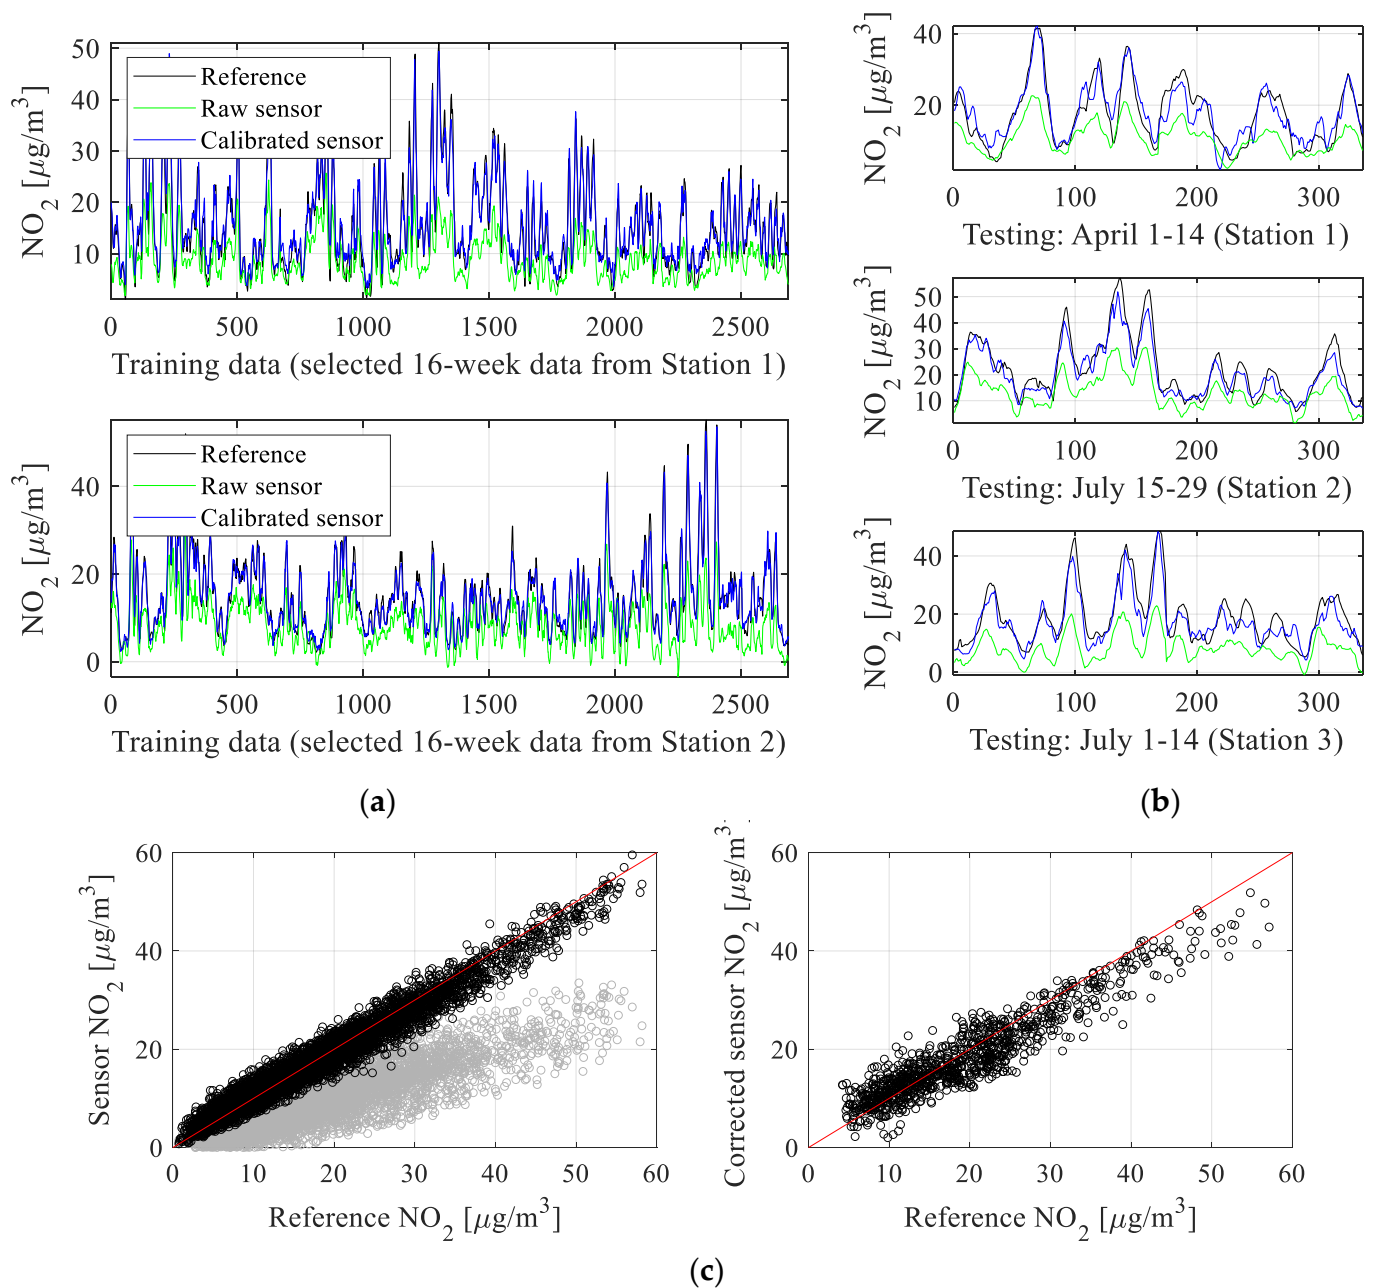 50
40
30
20
10
NO2 [μg/m3]
Reference
Raw sensor
Calibrated sensor
0 500 1000 1500 2000 2500
Training data (selected 16-week data from Station 1)
40
20
0
NO2 [μg/m3]
Reference
Raw sensor
Calibrated sensor
0 500 1000 1500 2000 2500
Training data (selected 16-week data from Station 2)
(a)
40
20
NO2 [μg/m3]
0 100 200 300
Testing: April 1-14 (Station 1)
50
40
30
20
10
NO2 [μg/m3]
0 100 200 300
Testing: July 15-29 (Station 2)
40
20
0
NO2 [μg/m3]
0 100 200 300
Testing: July 1-14 (Station 3)
(b)
60
40
20
0
Sensor NO2 [μg/m3]
0 10 20 30 40 50 60
Reference NO2 [μg/m3]
60
40
20
0
Corrected sensor NO2 [μg/m3
0 10 20 30 40 50 60
Reference NO2 [μg/m3]
(c)